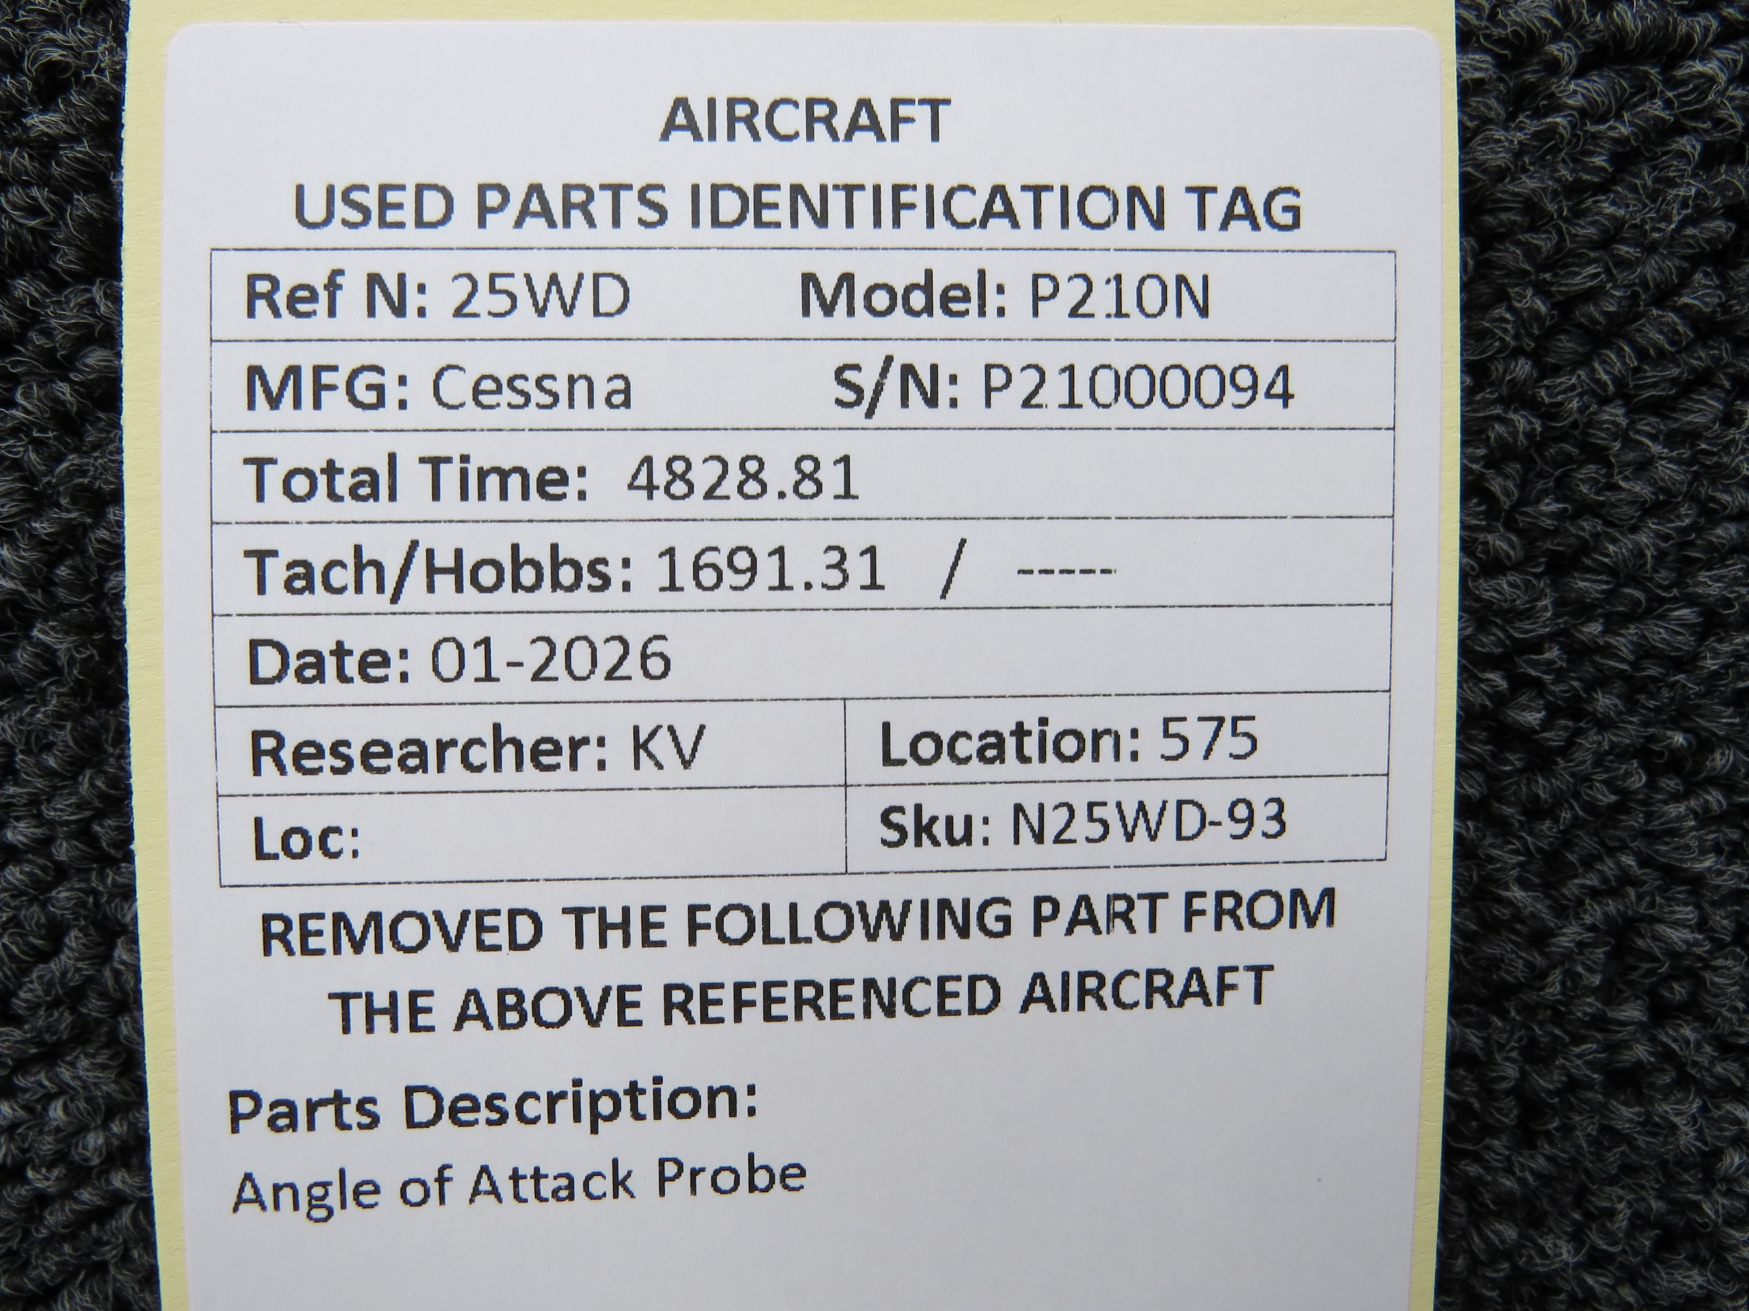 AIRCRAFT
USED PARTS IDENTIFICATION TAG
Ref N: 25WD Model: P210N
MFG: Cessna S/N: P21000094
Total Time: 4828.81
Tach/Hobbs: 1691.31 / -----
Date: 01-2026
Researcher: KV Location: 575
Loc: Sku: N25WD-93
REMOVED THE FOLLOWING PART FROM
THE ABOVE REFERENCED AIRCRAFT
Parts Description:
Angle of Attack Probe